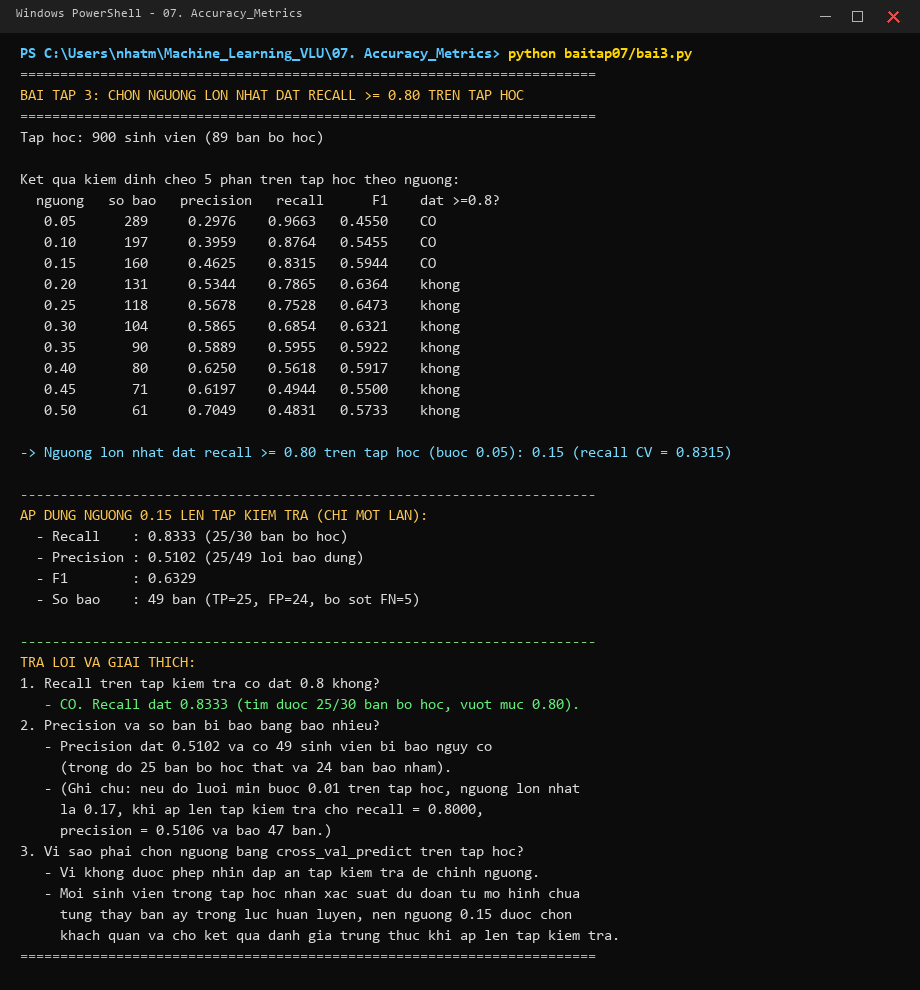 Windows PowerShell - 07. Accuracy_Metrics
PS C:\Users\nhatm\Machine_Learning_VLU\07. Accuracy_Metrics> python baitap07/bai3.py
========================================================================
BAI TAP 3: CHON NGUONG LON NHAT DAT RECALL >= 0.80 TREN TAP HOC
========================================================================
Tap hoc: 900 sinh vien (89 ban bo hoc)
Ket qua kiem dinh cheo 5 phan tren tap hoc theo nguong:
  nguong   so bao   precision   recall      F1    dat >=0.8?
   0.05      289     0.2976    0.9663   0.4550    CO
   0.10      197     0.3959    0.8764   0.5455    CO
   0.15      160     0.4625    0.8315   0.5944    CO
   0.20      131     0.5344    0.7865   0.6364    khong
   0.25      118     0.5678    0.7528   0.6473    khong
   0.30      104     0.5865    0.6854   0.6321    khong
   0.35       90     0.5889    0.5955   0.5922    khong
   0.40       80     0.6250    0.5618   0.5917    khong
   0.45       71     0.6197    0.4944   0.5500    khong
   0.50       61     0.7049    0.4831   0.5733    khong
-> Nguong lon nhat dat recall >= 0.80 tren tap hoc (buoc 0.05): 0.15 (recall CV = 0.8315)
------------------------------------------------------------------------
AP DUNG NGUONG 0.15 LEN TAP KIEM TRA (CHI MOT LAN):
  - Recall    : 0.8333 (25/30 ban bo hoc)
  - Precision : 0.5102 (25/49 loi bao dung)
  - F1        : 0.6329
  - So bao    : 49 ban (TP=25, FP=24, bo sot FN=5)
------------------------------------------------------------------------
TRA LOI VA GIAI THICH:
1. Recall tren tap kiem tra co dat 0.8 khong?
   - CO. Recall dat 0.8333 (tim duoc 25/30 ban bo hoc, vuot muc 0.80).
2. Precision va so ban bi bao bang bao nhieu?
   - Precision dat 0.5102 va co 49 sinh vien bi bao nguy co
     (trong do 25 ban bo hoc that va 24 ban bao nham).
   - (Ghi chu: neu do luoi min buoc 0.01 tren tap hoc, nguong lon nhat
     la 0.17, khi ap len tap kiem tra cho recall = 0.8000,
     precision = 0.5106 va bao 47 ban.)
3. Vi sao phai chon nguong bang cross_val_predict tren tap hoc?
   - Vi khong duoc phep nhin dap an tap kiem tra de chinh nguong.
   - Moi sinh vien trong tap hoc nhan xac suat du doan tu mo hinh chua
     tung thay ban ay trong luc huan luyen, nen nguong 0.15 duoc chon
     khach quan va cho ket qua danh gia trung thuc khi ap len tap kiem tra.
========================================================================